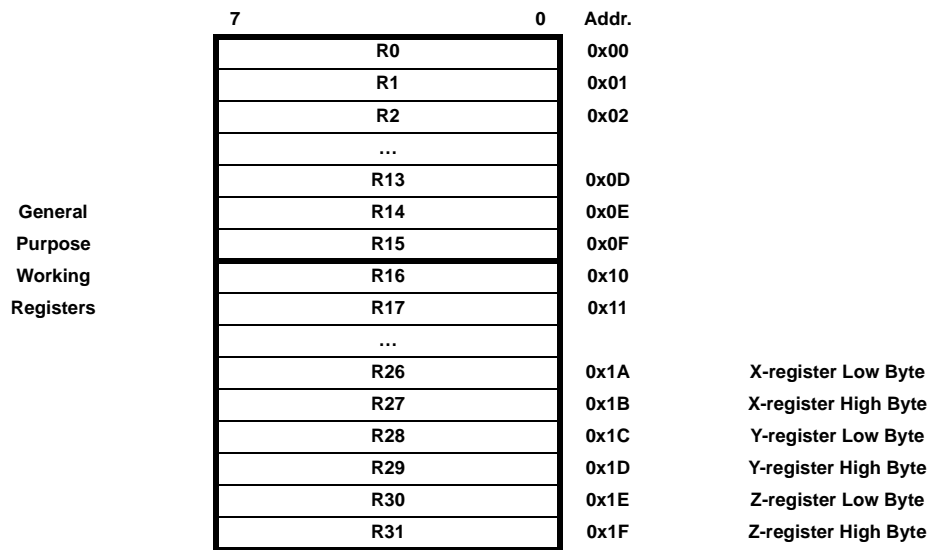 7 0 Addr.
R0 0x00
R1 0x01
R2 0x02
…
R13 0x0D
General R14 0x0E
Purpose R15 0x0F
Working R16 0x10
Registers R17 0x11
…
R26 0x1A X-register Low Byte
R27 0x1B X-register High Byte
R28 0x1C Y-register Low Byte
R29 0x1D Y-register High Byte
R30 0x1E Z-register Low Byte
R31 0x1F Z-register High Byte